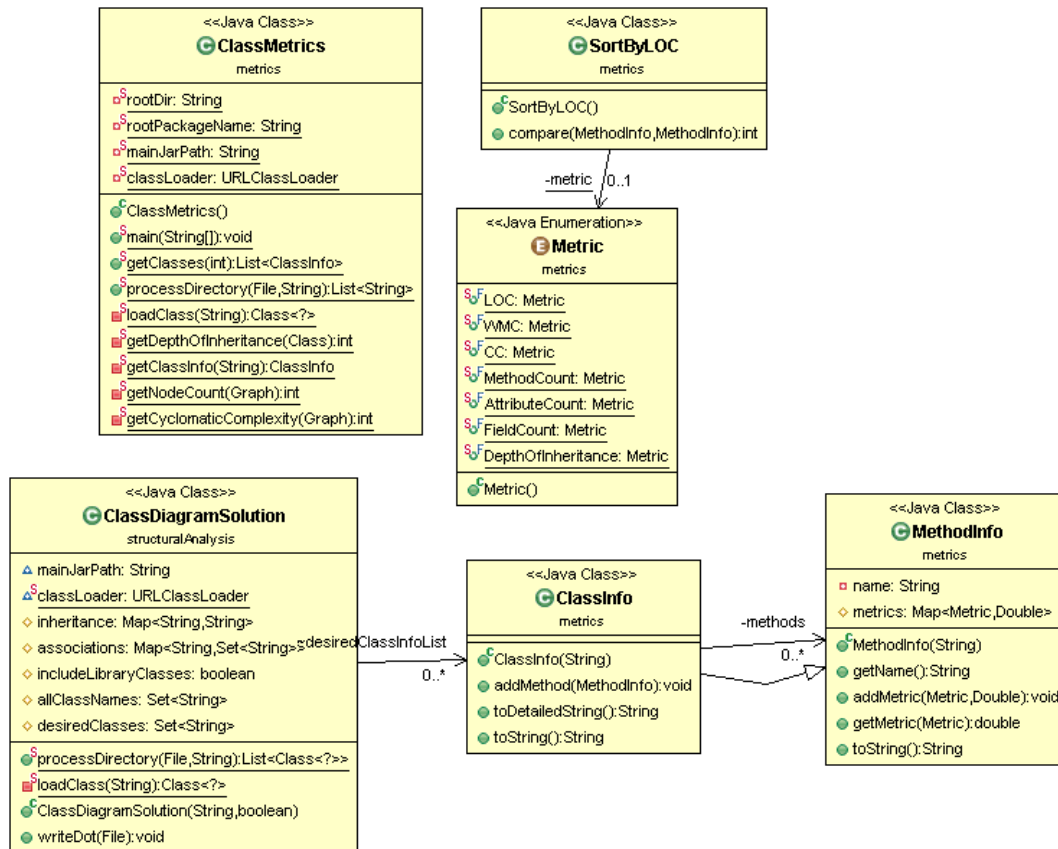 <<Java Class>>
ClassMetrics
metrics
rootDir: String
rootPackageName: String
mainJarPath: String
classLoader: URLClassLoader
ClassMetrics()
main(String[]):void
getClasses(int):List<ClassInfo>
processDirectory(File,String):List<String>
loadClass(String):Class<?>
getDepthOfInheritance(Class):int
getClassInfo(String):ClassInfo
getNodeCount(Graph):int
getCyclomaticComplexity(Graph):int
<<Java Class>>
SortByLOC
metrics
SortByLOC()
compare(MethodInfo,MethodInfo):int
-metric
0..1
<<Java Enumeration>>
Metric
metrics
LOC: Metric
WMC: Metric
CC: Metric
MethodCount: Metric
AttributeCount: Metric
FieldCount: Metric
DepthOfInheritance: Metric
Metric()
<<Java Class>>
ClassDiagramSolution
structuralAnalysis
mainJarPath: String
classLoader: URLClassLoader
inheritance: Map<String,String>
associations: Map<String,Set<String>>
includeLibraryClasses: boolean
allClassNames: Set<String>
desiredClasses: Set<String>
processDirectory(File,String):List<Class<?>>
loadClass(String):Class<?>
ClassDiagramSolution(String,boolean)
writeDot(File):void
~desiredClassInfoList
0..*
<<Java Class>>
ClassInfo
metrics
ClassInfo(String)
addMethod(MethodInfo):void
toDetailedString():String
toString():String
-methods
0..*
<<Java Class>>
MethodInfo
metrics
name: String
metrics: Map<Metric,Double>
MethodInfo(String)
getName():String
addMetric(Metric,Double):void
getMetric(Metric):double
toString():String